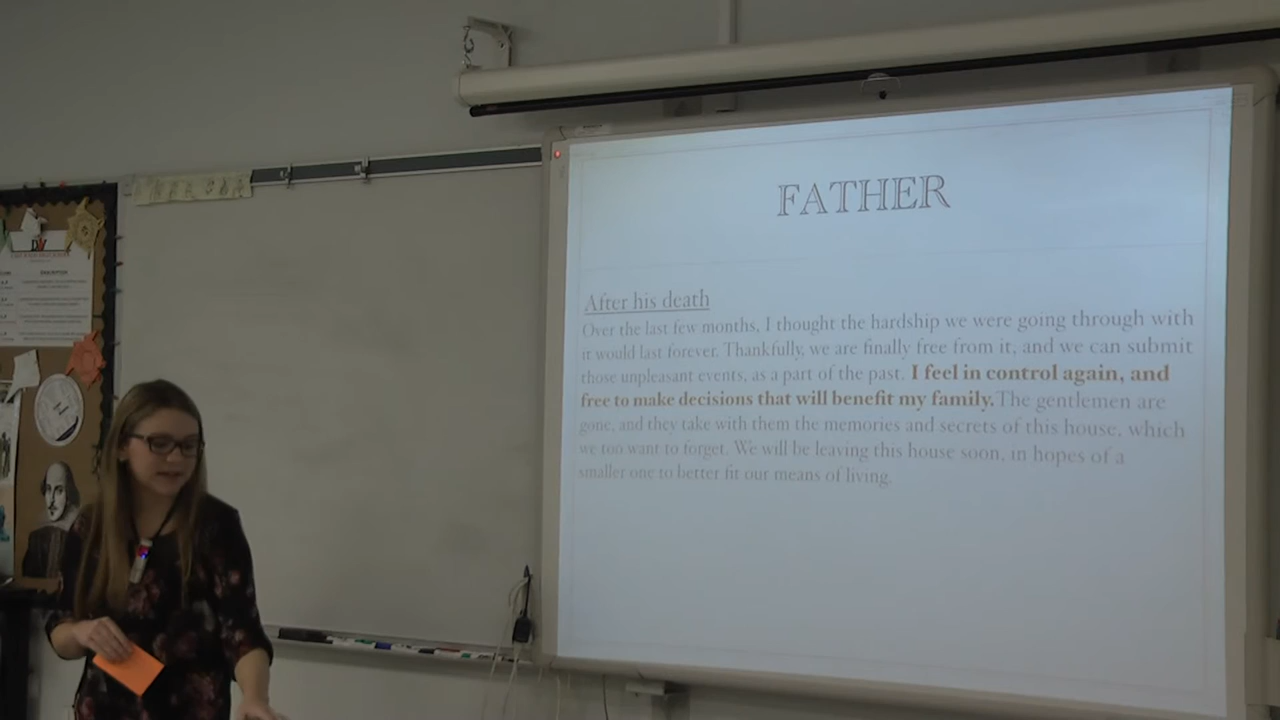 FATHER
After his death
Over the last few months, I thought the hardship we were going through with
it would last forever. Thankfully, we are finally free from it, and we can submit
those unpleasant events, as a part of the past. I feel in control again, and
free to make decisions that will benefit my family. The gentlemen are
gone, and they take with them the memories and secrets of this house, which
we too want to forget. We will be leaving this house soon, in hopes of a
smaller one to better fit our means of living.